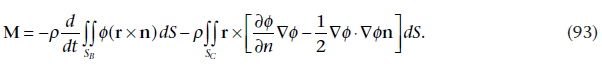 M = −ρ d/dt ∬_{S_B} ϕ(r × n) dS − ρ ∬_{S_C} r × [∂ϕ/∂n ∇ϕ − 1/2 ∇ϕ · ∇ϕn] dS. (93)